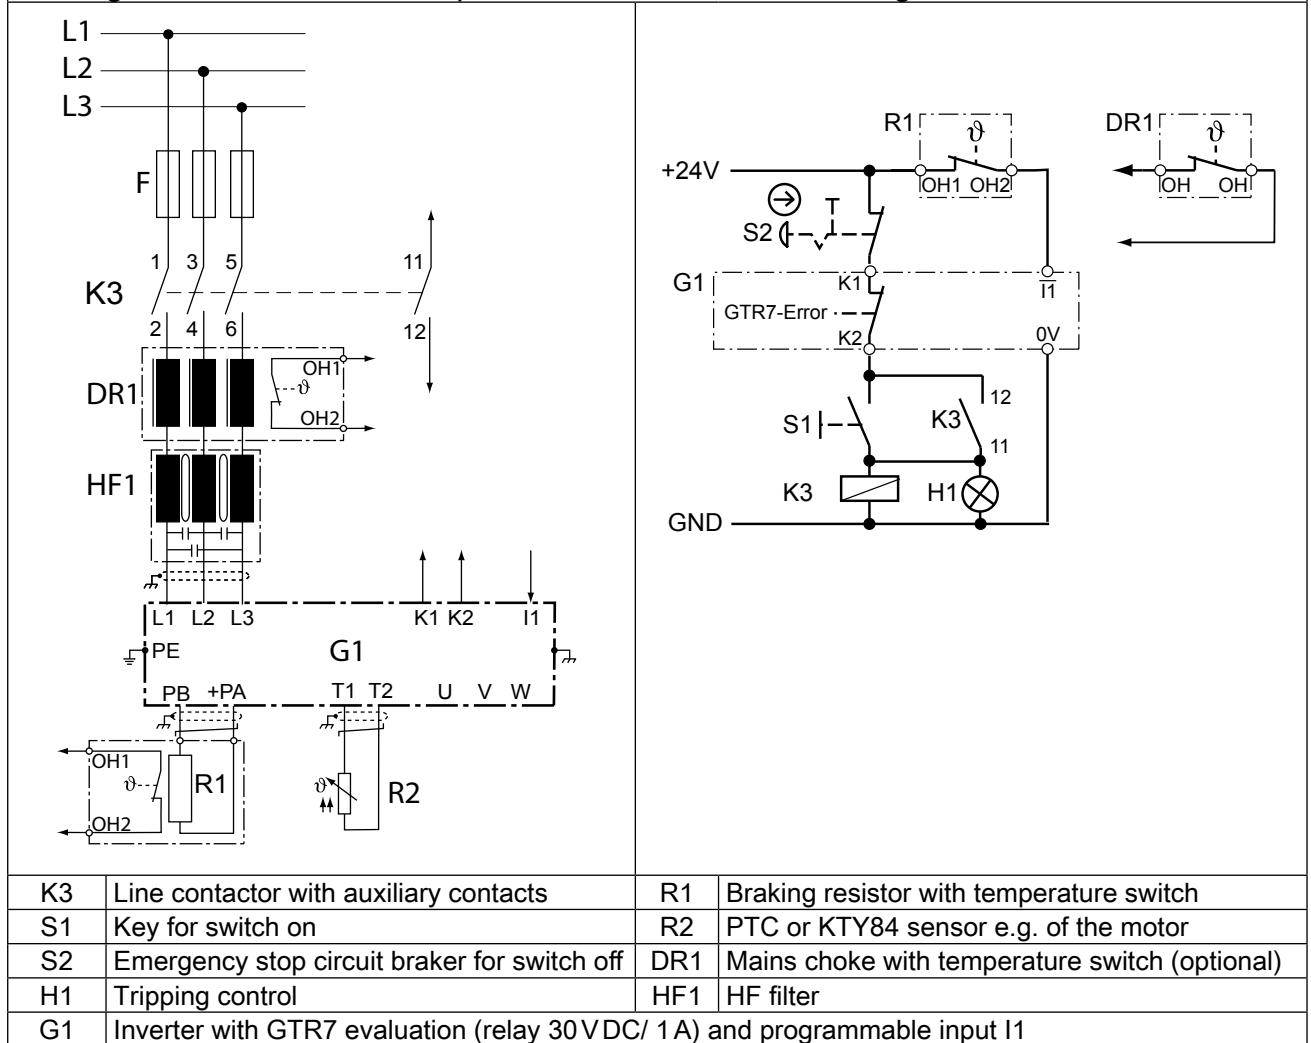 L1
L2
L3
F
1 3 5 11
K3
2 4 6 12
DR1
OH1
ϑ
OH2
HF1
L1 L2 L3 K1 K2 I1
PE
G1
PB +PA T1 T2 U V W
OH1
ϑ
R1
OH2
ϑ
R2
R1
ϑ
DR1
ϑ
+24V
OH1 OH2
OH OH
S2
G1
K1
I1
GTR7-Error
K2
0V
12
S1
K3
11
K3
H1
GND
K3 Line contactor with auxiliary contacts R1 Braking resistor with temperature switch
S1 Key for switch on R2 PTC or KTY84 sensor e.g. of the motor
S2 Emergency stop circuit braker for switch off DR1 Mains choke with temperature switch (optional)
H1 Tripping control HF1 HF filter
G1 Inverter with GTR7 evaluation (relay 30 V DC/ 1 A) and programmable input I1